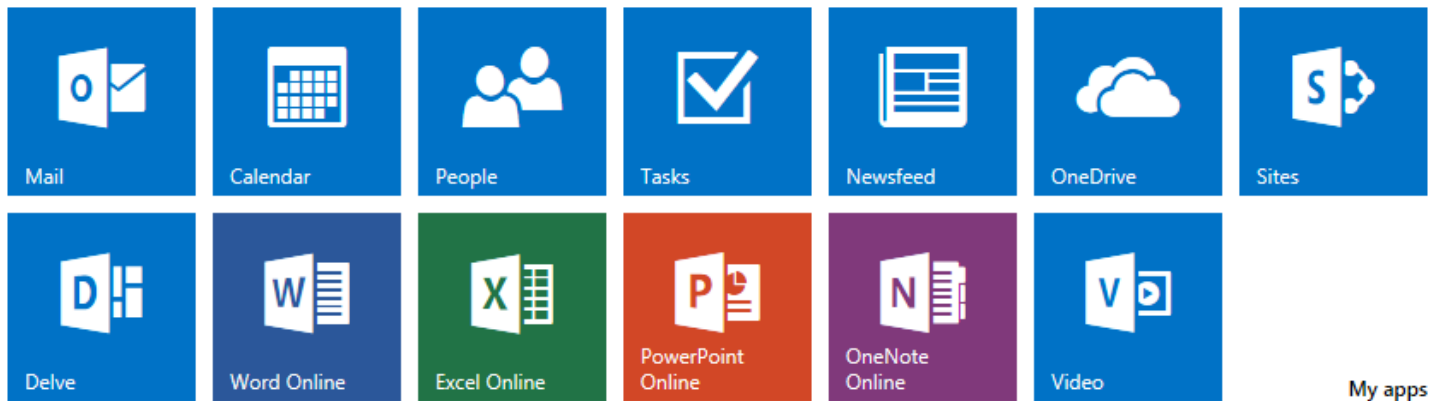 O
Mail
Calendar
People
Tasks
Newsfeed
OneDrive
S
Sites
D
Delve
W
Word Online
X
Excel Online
P
PowerPoint
Online
N
OneNote
Online
V
Video
My apps